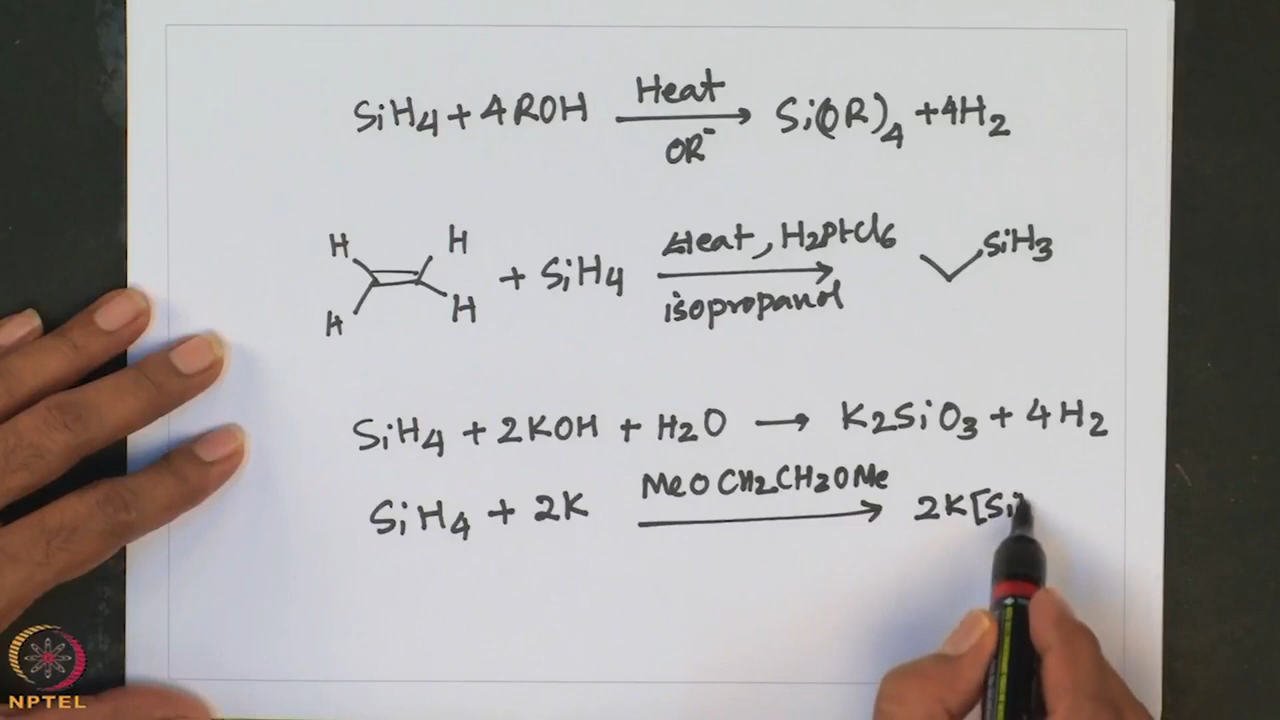 SiH4 + 4ROH Heat OR⁻ → Si(OR)4 + 4H2
H H H H + SiH4 Heat, H2PtCl6 isopropanol → SiH3
SiH4 + 2KOH + H2O → K2SiO3 + 4H2
SiH4 + 2K MeOCH2CH2OMe → 2K[Si
NPTEL